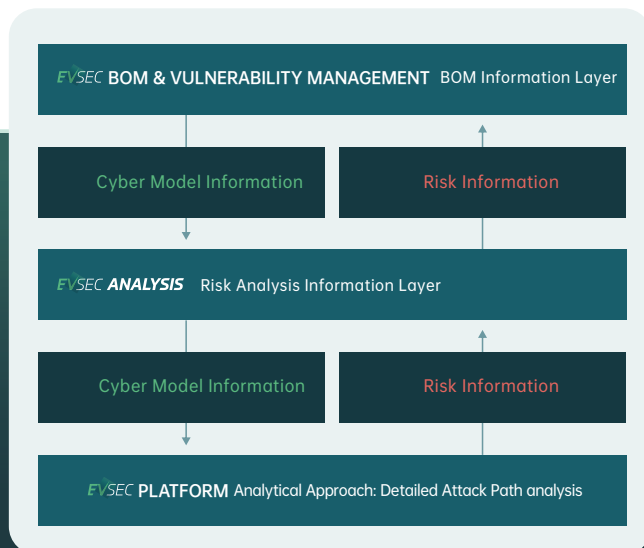 EVSEC BOM & VULNERABILITY MANAGEMENT BOM Information Layer
Cyber Model Information
Risk Information
EVSEC ANALYSIS Risk Analysis Information Layer
Cyber Model Information
Risk Information
EVSEC PLATFORM Analytical Approach: Detailed Attack Path analysis